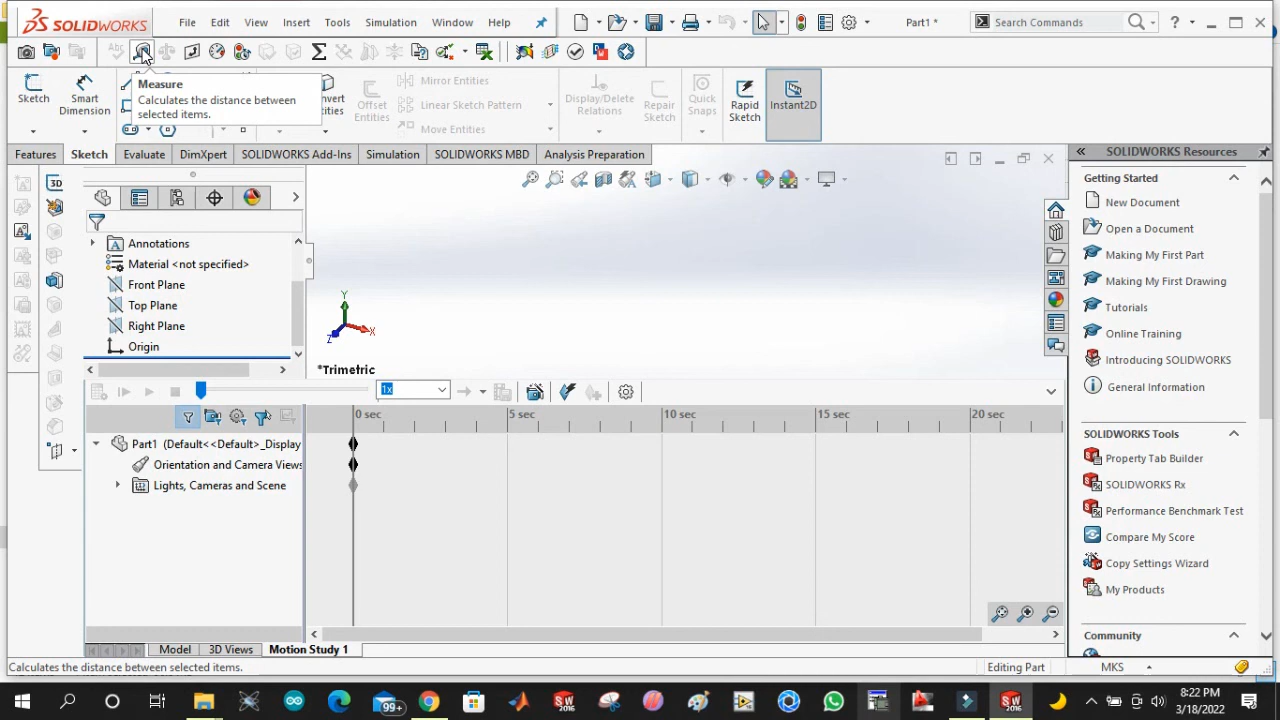 SOLIDWORKS
File Edit View Insert Tools Simulation Window Help
Part1 *
Search Commands
?
Measure
Calculates the distance between
selected items.
Sketch
Smart
Dimension
Offset
Entities
Mirror Entities
Linear Sketch Pattern
Move Entities
Display/Delete
Relations
Repair
Sketch
Quick
Snaps
Rapid
Sketch
Instant2D
Features Sketch Evaluate DimXpert SOLIDWORKS Add-Ins Simulation SOLIDWORKS MBD Analysis Preparation
SOLIDWORKS Resources
Getting Started
New Document
Open a Document
Making My First Part
Making My First Drawing
Tutorials
Online Training
Introducing SOLIDWORKS
General Information
SOLIDWORKS Tools
Property Tab Builder
SOLIDWORKS Rx
Performance Benchmark Test
Compare My Score
Copy Settings Wizard
My Products
Community
3D
Annotations
Material <not specified>
Front Plane
Top Plane
Right Plane
Origin
Y
X
Z
*Trimetric
1x
0 sec 5 sec 10 sec 15 sec 20 sec
Part1 (Default<<Default>_Display
Orientation and Camera Views
Lights, Cameras and Scene
Model 3D Views Motion Study 1
Calculates the distance between selected items.
Editing Part
MKS
99+
8:22 PM
3/18/2022